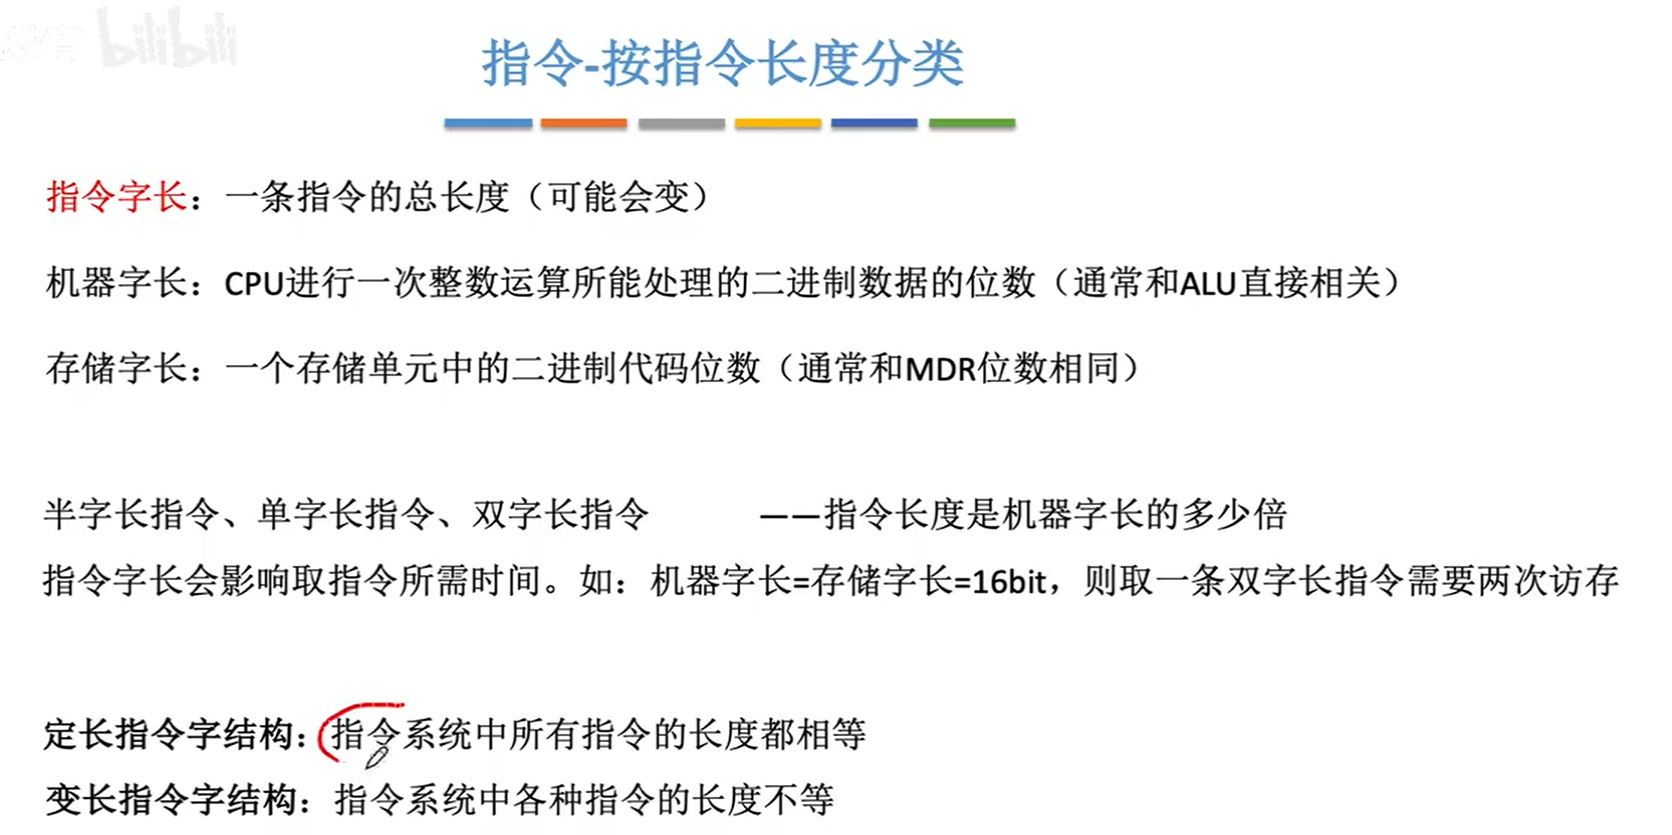 教育 bilibili
指令-按指令长度分类
指令字长：一条指令的总长度（可能会变）
机器字长：CPU进行一次整数运算所能处理的二进制数据的位数（通常和ALU直接相关）
存储字长：一个存储单元中的二进制代码位数（通常和MDR位数相同）
半字长指令、单字长指令、双字长指令 ——指令长度是机器字长的多少倍
指令字长会影响取指令所需时间。如：机器字长=存储字长=16bit，则取一条双字长指令需要两次访存
定长指令字结构：指令系统中所有指令的长度都相等
变长指令字结构：指令系统中各种指令的长度不等